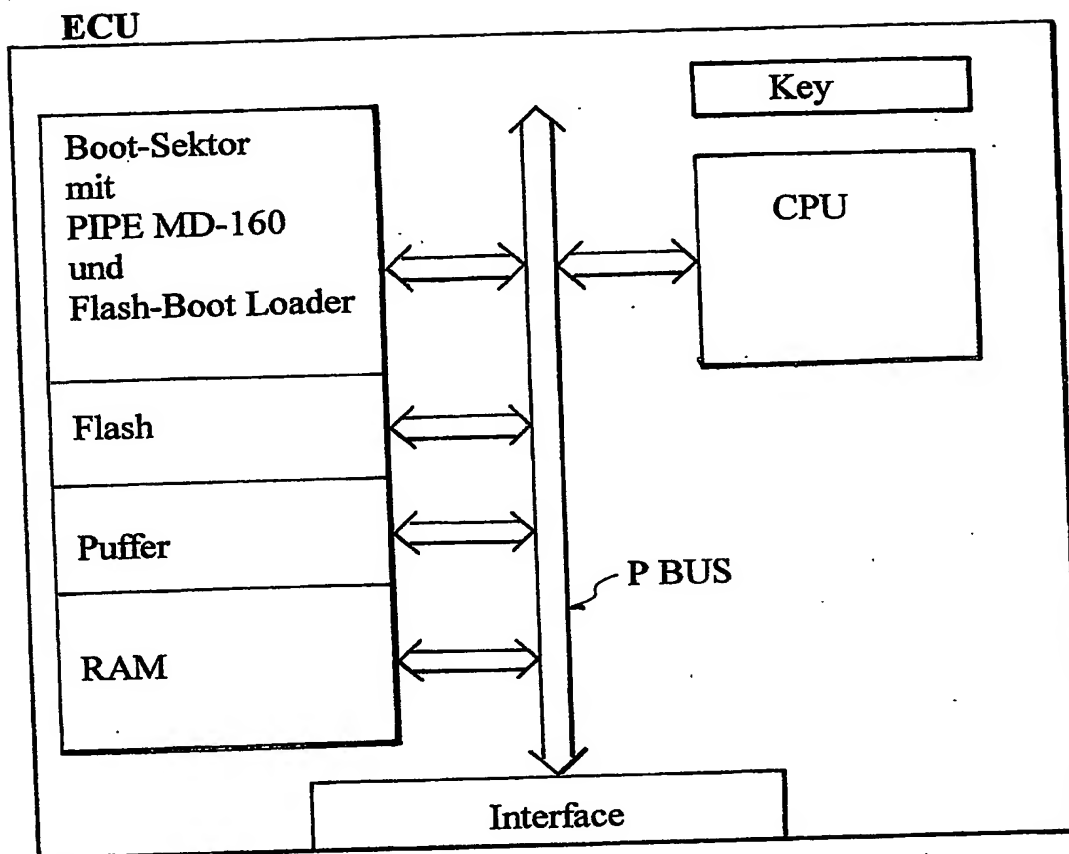 ECU
Key
Boot-Sektor
mit
PIPE MD-160
und
Flash-Boot Loader
CPU
Flash
Puffer
P BUS
RAM
Interface